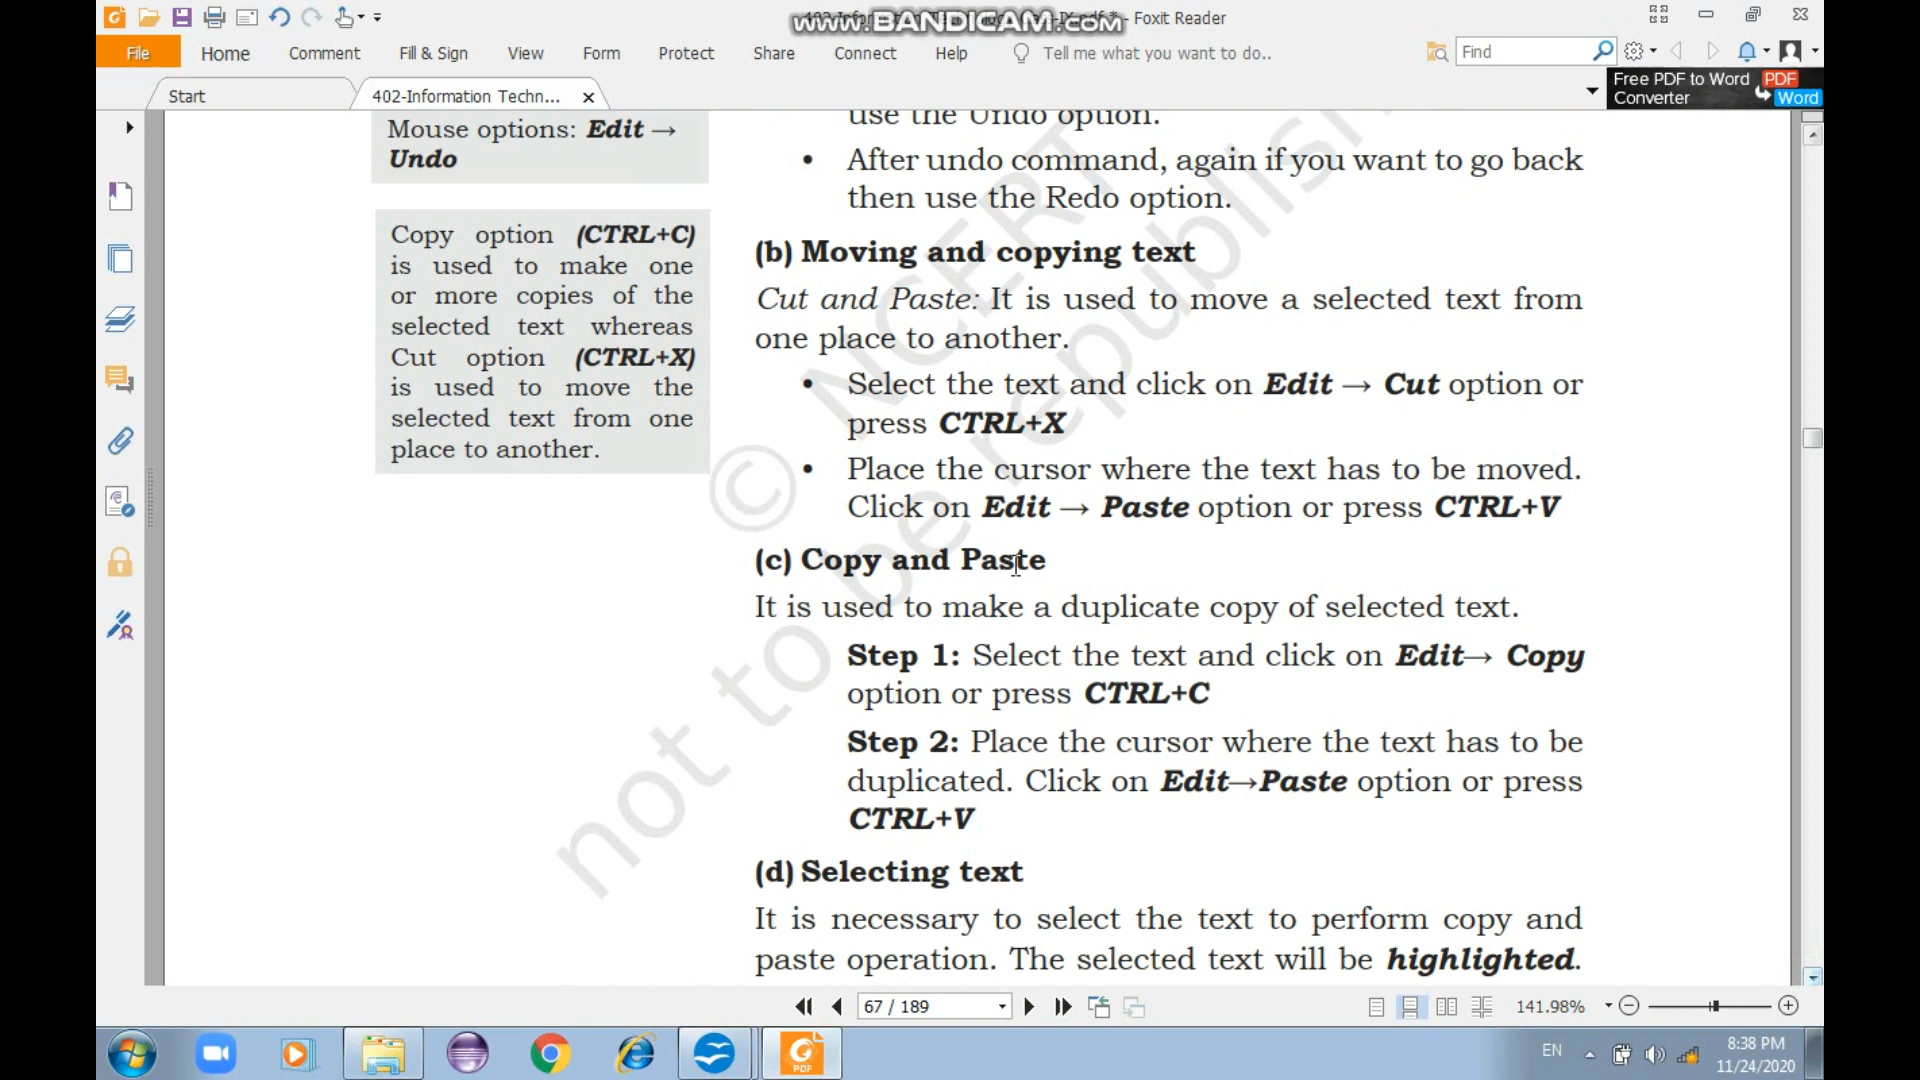 www.BANDICAM.com
- Foxit Reader
File
Home
Comment
Fill & Sign
View
Form
Protect
Share
Connect
Help
Tell me what you want to do..
Find
Start
402-Information Techn...
Free PDF to Word
Converter
PDF
Word
Mouse options: Edit →
Undo
Copy option (CTRL+C)
is used to make one
or more copies of the
selected text whereas
Cut option (CTRL+X)
is used to move the
selected text from one
place to another.
use the Undo option.
• After undo command, again if you want to go back
then use the Redo option.
(b) Moving and copying text
Cut and Paste: It is used to move a selected text from
one place to another.
• Select the text and click on Edit → Cut option or
press CTRL+X
• Place the cursor where the text has to be moved.
Click on Edit → Paste option or press CTRL+V
(c) Copy and Paste
It is used to make a duplicate copy of selected text.
Step 1: Select the text and click on Edit→ Copy
option or press CTRL+C
Step 2: Place the cursor where the text has to be
duplicated. Click on Edit→Paste option or press
CTRL+V
(d) Selecting text
It is necessary to select the text to perform copy and
paste operation. The selected text will be highlighted.
© NCERT
not to be republish
67 / 189
141.98%
PDF
EN
8:38 PM
11/24/2020